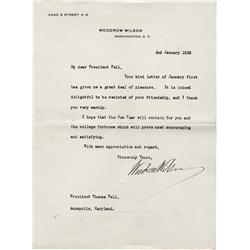 2340 S STREET N W
WOODROW WILSON
WASHINGTON D C
2nd January 1922
My dear President Fell:
Your kind letter of January first
has given us a great deal of pleasure. It is indeed
delightful to be reminded of your friendship, and I thank
you very warmly.
I hope that the New Year will contain for you and
the college fortunes which will prove most encouraging
and satisfying.
With warm appreciation and regard,
Sincerely Yours,
Woodrow Wilson
President Thomas Fell,
Annapolis, Maryland.